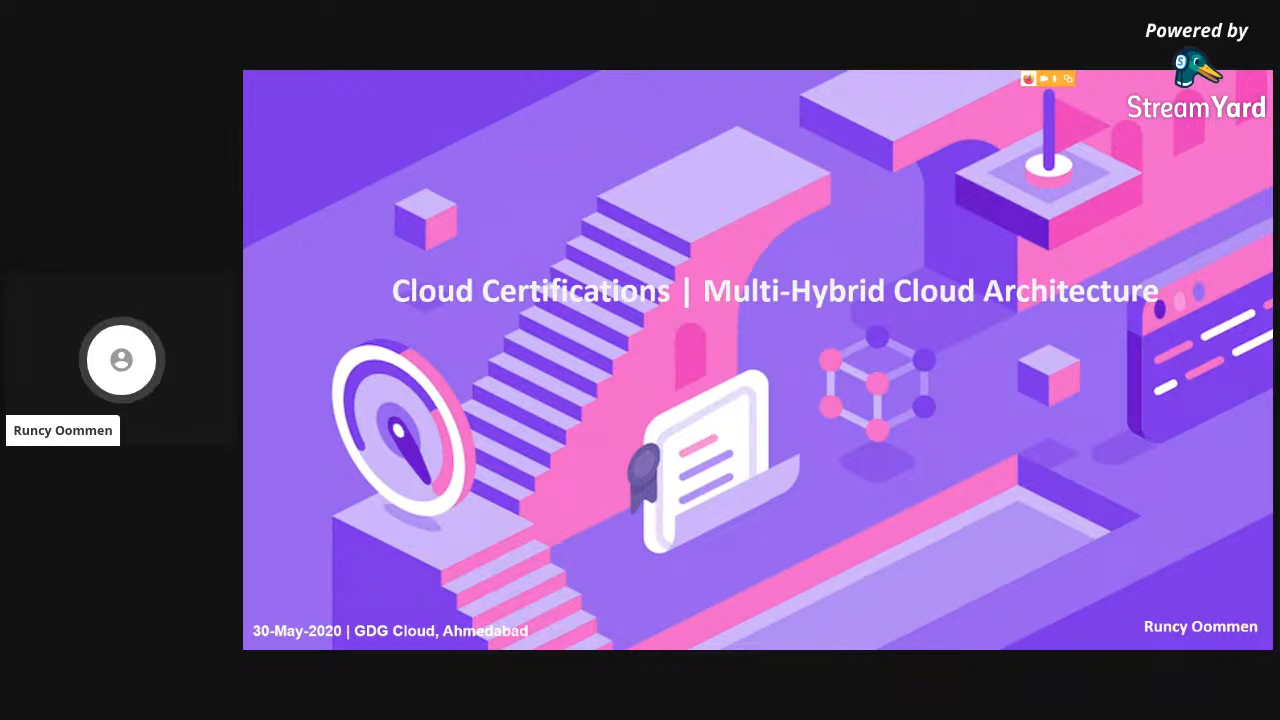 Powered by
StreamYard
Cloud Certifications | Multi-Hybrid Cloud Architecture
Runcy Oommen
30-May-2020 | GDG Cloud, Ahmedabad
Runcy Oommen